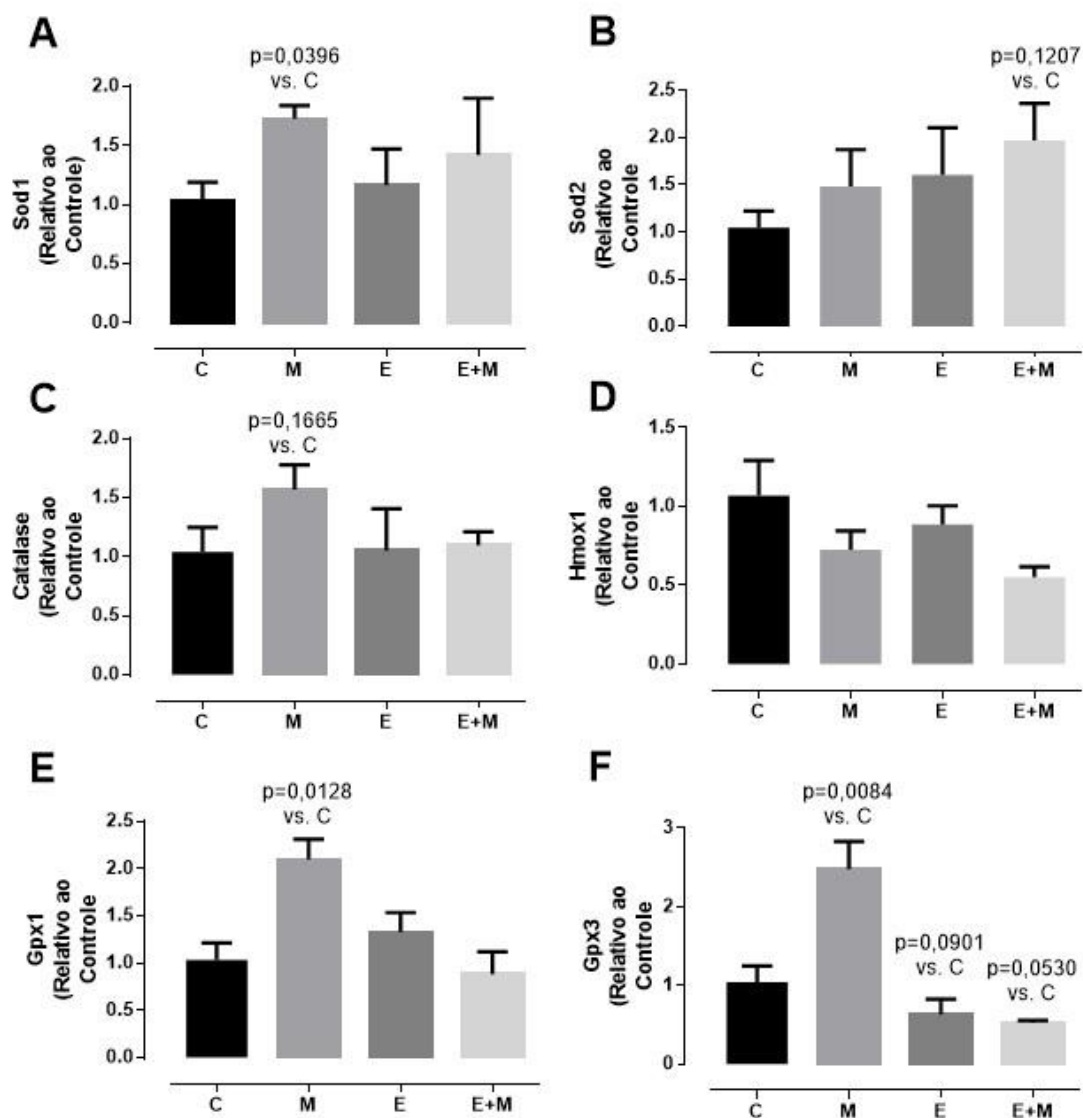 A
p=0,0396
vs. C
Sod1
(Relativo ao
Controle)
2.0
1.5
1.0
0.5
0.0
C M E E+M
B
p=0,1207
vs. C
Sod2
(Relativo ao
Controle
2.5
2.0
1.5
1.0
0.5
0.0
C M E E+M
C
p=0,1665
vs. C
Catalase
(Relativo ao
Controle
2.0
1.5
1.0
0.5
0.0
C M E E+M
D
Hmox1
(Relativo ao
Controle
1.5
1.0
0.5
0.0
C M E E+M
E
p=0,0128
vs. C
Gpx1
(Relativo ao
Controle
2.5
2.0
1.5
1.0
0.5
0.0
C M E E+M
F
p=0,0084
vs. C
p=0,0901
vs. C
p=0,0530
vs. C
Gpx3
(Relativo ao
Controle
3
2
1
0
C M E E+M